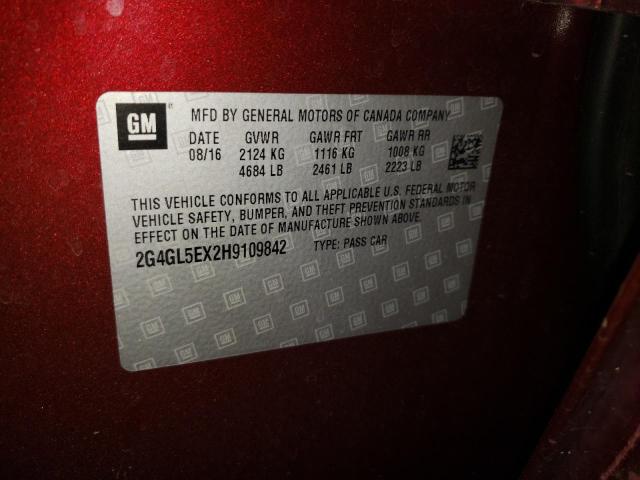 GM
MFD BY GENERAL MOTORS OF CANADA COMPANY
DATE GVWR GAWR FRT GAWR RR
08/16 2124 KG 1116 KG 1008 KG
4684 LB 2461 LB 2223 LB
THIS VEHICLE CONFORMS TO ALL APPLICABLE U.S. FEDERAL MOTOR
VEHICLE SAFETY, BUMPER, AND THEFT PREVENTION STANDARDS IN
EFFECT ON THE DATE OF MANUFACTURE SHOWN ABOVE.
2G4GL5EX2H9109842 TYPE: PASS CAR